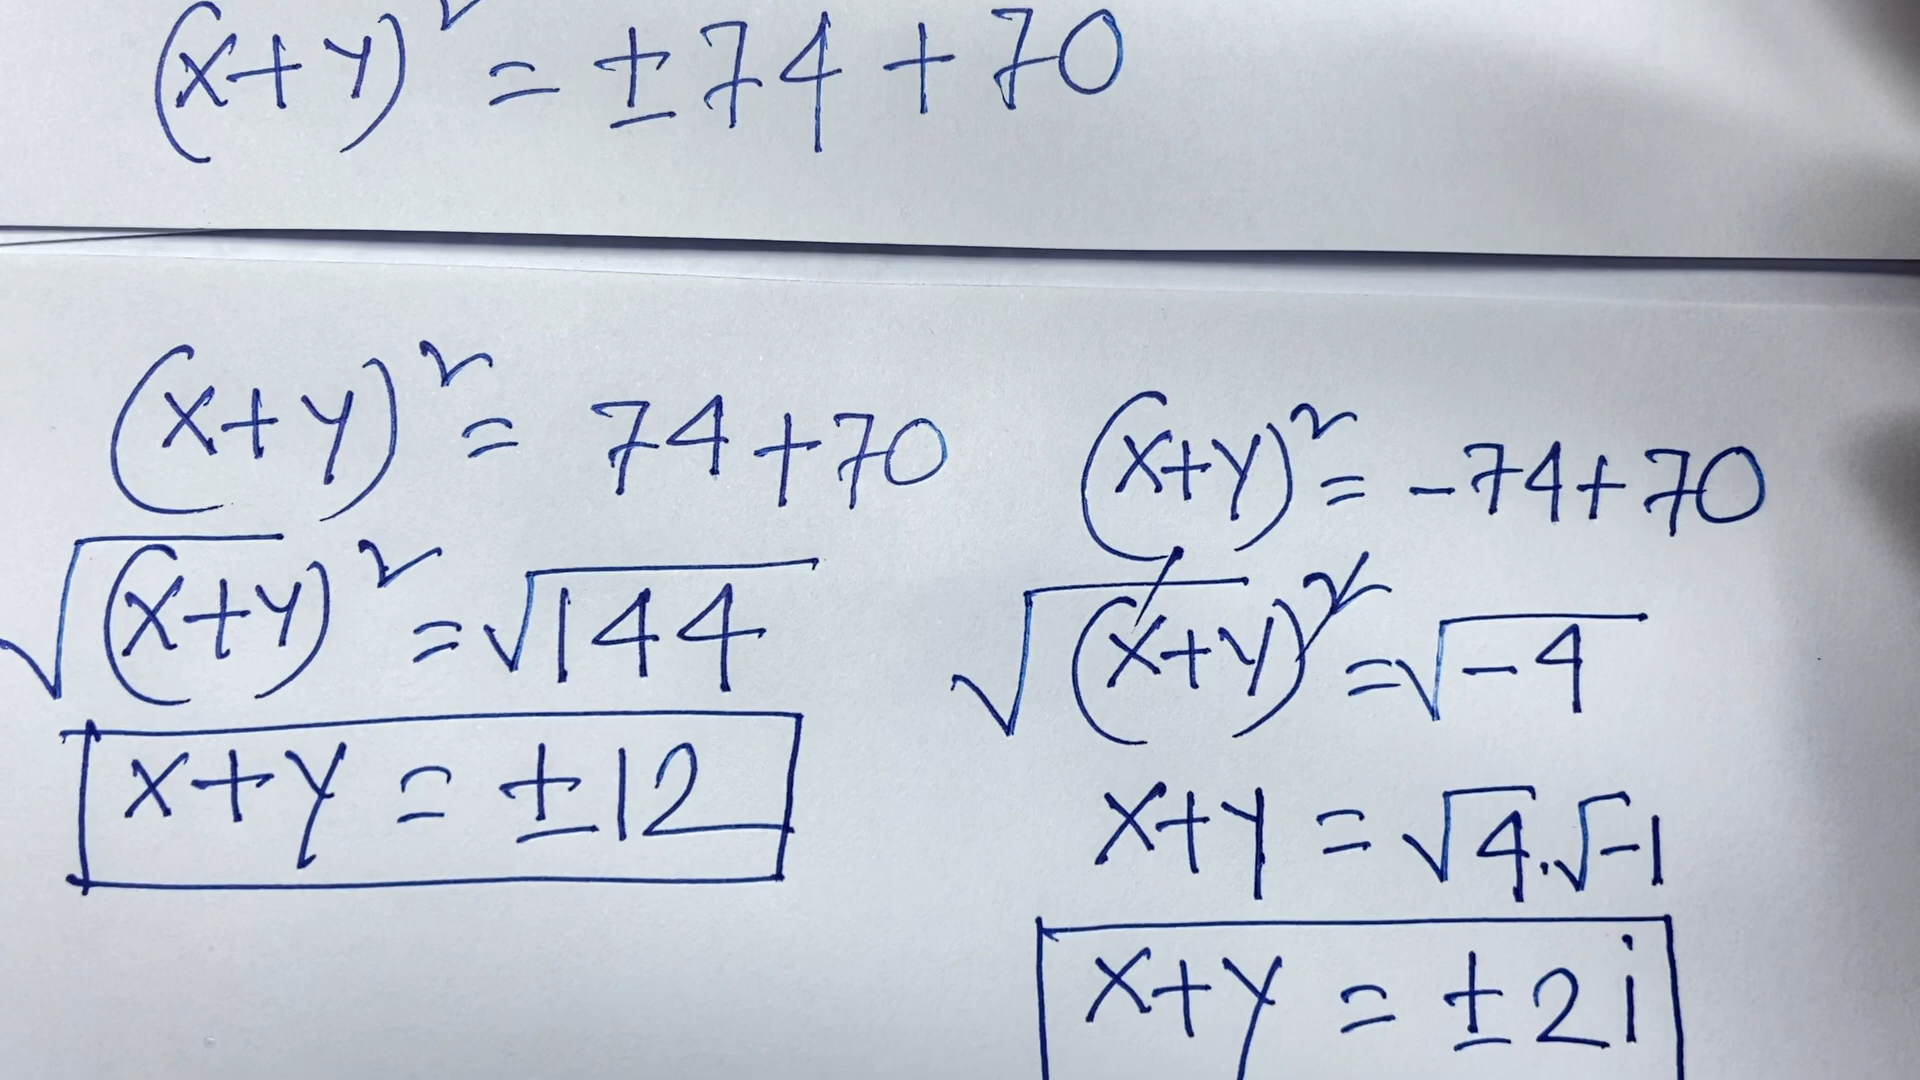 (x+y)² = ±74+70
(x+y)² = 74+70
√(x+y)² = √144
x+y = ±12
(x+y)² = -74+70
√(x+y)² = √-4
x+y = √4.√-1
x+y = ±2i